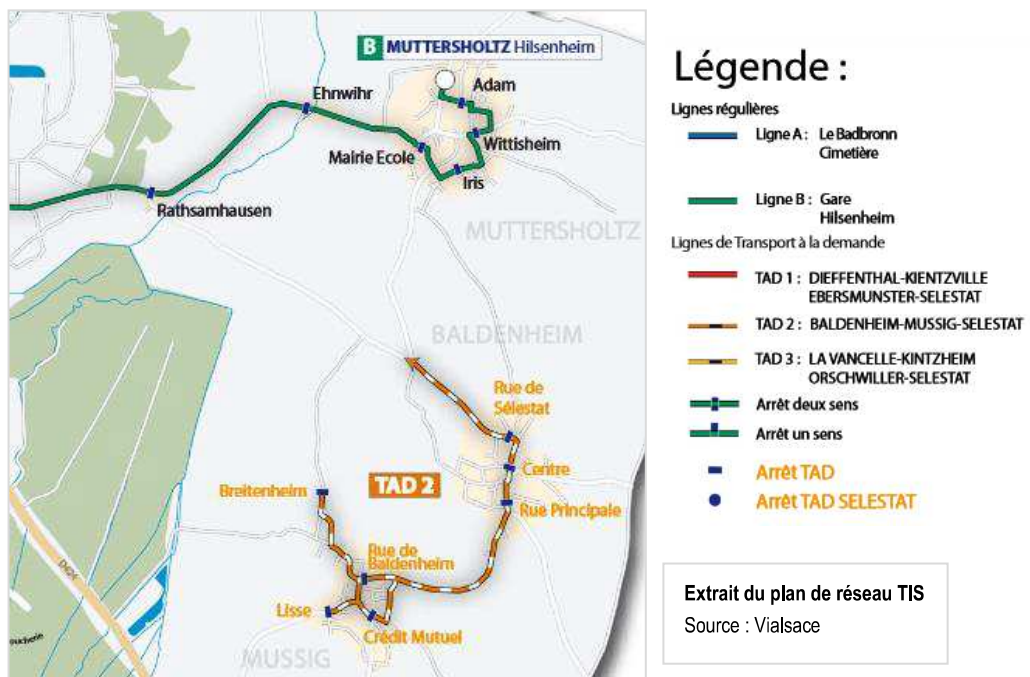 B MUTTERSHOLTZ Hilsenheim
Adam
Ehnwihr
Wittisheim
Mairie Ecole
Iris
Rathsamhausen
MUTTERSHOLTZ
BALDENHEIM
Rue de
Sélestat
Centre
TAD 2
Breitenheim
Rue Principale
Rue de
Baldenheim
Lisse
Crédit Mutuel
MUSSIG
D424
oucherie
Légende :
Lignes régulières
Ligne A : Le Badbronn
Cimetière
Ligne B : Gare
Hilsenheim
Lignes de Transport à la demande
TAD 1 : DIEFFENTHAL-KIENTZVILLE
EBERSMUNSTER-SELESTAT
TAD 2 : BALDENHEIM-MUSSIG-SELESTAT
TAD 3 : LA VANCELLE-KINTZHEIM
ORSCHWILLER-SELESTAT
Arrêt deux sens
Arrêt un sens
Arrêt TAD
Arrêt TAD SELESTAT
Extrait du plan de réseau TIS
Source : Vialsace